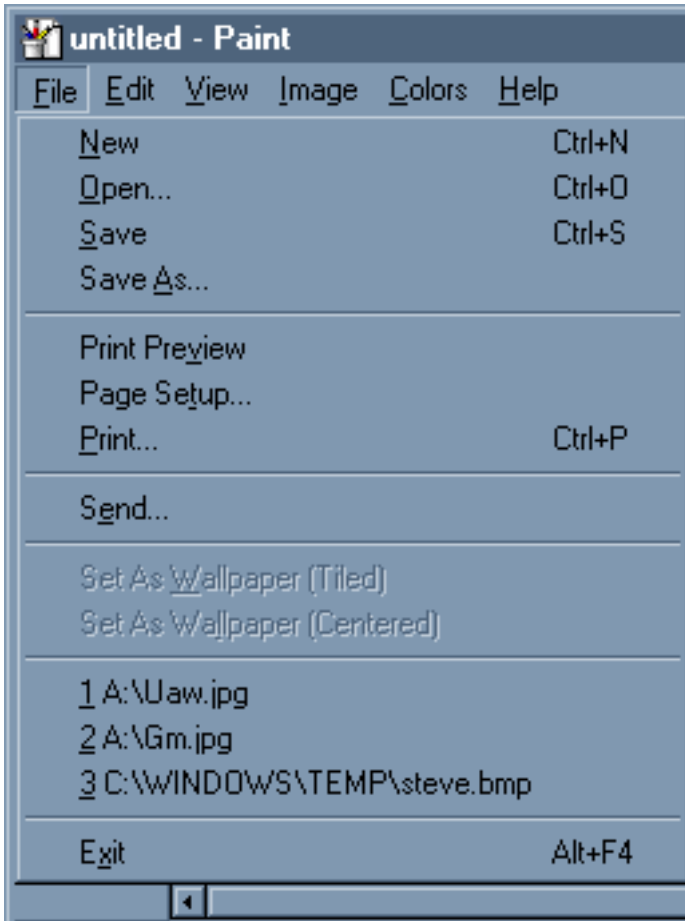 untitled - Paint
File Edit View Image Colors Help
New Ctrl+N
Open... Ctrl+O
Save Ctrl+S
Save As...
Print Preview
Page Setup...
Print... Ctrl+P
Send...
Set As Wallpaper (Tiled)
Set As Wallpaper (Centered)
1 A:\Uaw.jpg
2 A:\Gm.jpg
3 C:\WINDOWS\TEMP\steve.bmp
Exit Alt+F4